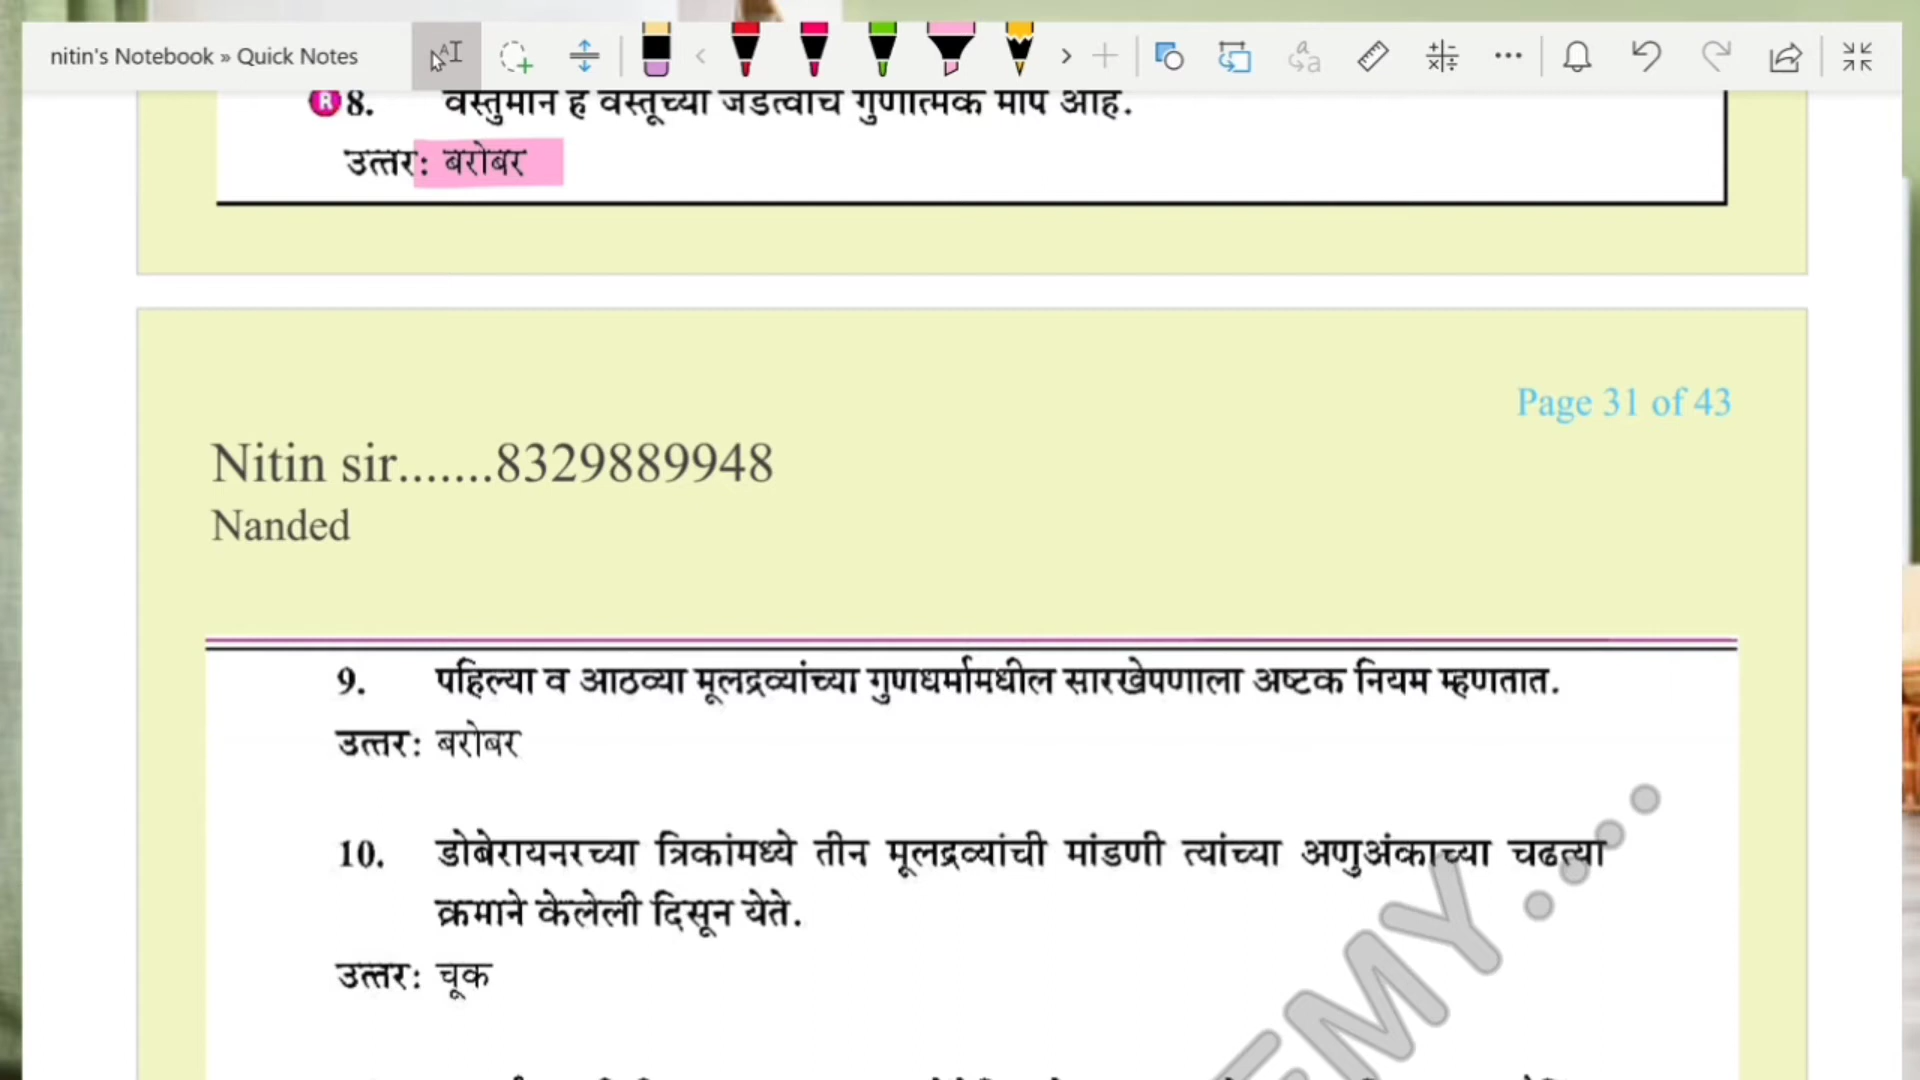 nitin's Notebook » Quick Notes
R 8. वस्तुमान हे वस्तूच्या जडत्वाचे गुणात्मक माप आहे.
उत्तर: बरोबर
Page 31 of 43
Nitin sir.......8329889948
Nanded
9. पहिल्या व आठव्या मूलद्रव्यांच्या गुणधर्मामधील सारखेपणाला अष्टक नियम म्हणतात.
उत्तर: बरोबर
10. डोबेरायनरच्या त्रिकांमध्ये तीन मूलद्रव्यांची मांडणी त्यांच्या अणुअंकाच्या चढत्या
क्रमाने केलेली दिसून येते.
उत्तर: चूक
EMY....